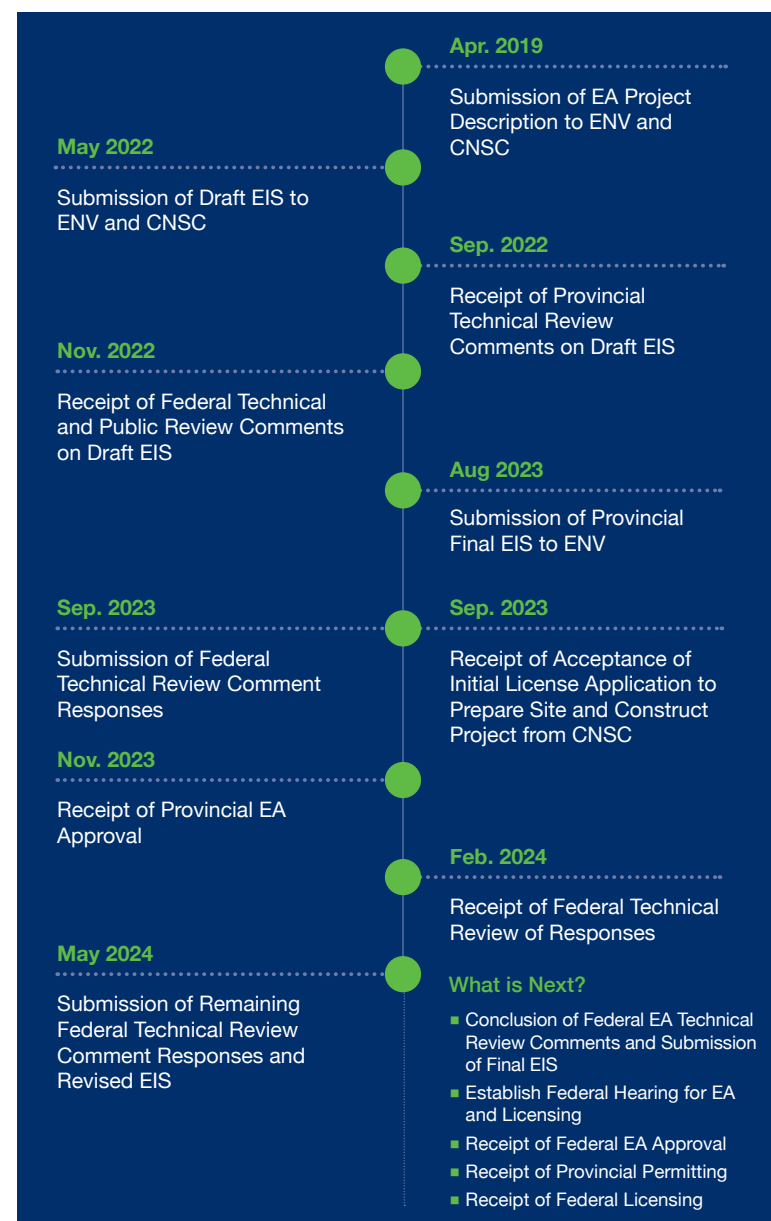 Apr. 2019
Submission of EA Project
Description to ENV and
CNSC
May 2022
Submission of Draft EIS to
ENV and CNSC
Sep. 2022
Receipt of Provincial
Technical Review
Comments on Draft EIS
Nov. 2022
Receipt of Federal Technical
and Public Review Comments
on Draft EIS
Aug 2023
Submission of Provincial
Final EIS to ENV
Sep. 2023
Submission of Federal
Technical Review Comment
Responses
Sep. 2023
Receipt of Acceptance of
Initial License Application to
Prepare Site and Construct
Project from CNSC
Nov. 2023
Receipt of Provincial EA
Approval
Feb. 2024
Receipt of Federal Technical
Review of Responses
May 2024
Submission of Remaining
Federal Technical Review
Comment Responses and
Revised EIS
What is Next?
▪ Conclusion of Federal EA Technical
Review Comments and Submission
of Final EIS
▪ Establish Federal Hearing for EA
and Licensing
▪ Receipt of Federal EA Approval
▪ Receipt of Provincial Permitting
▪ Receipt of Federal Licensing